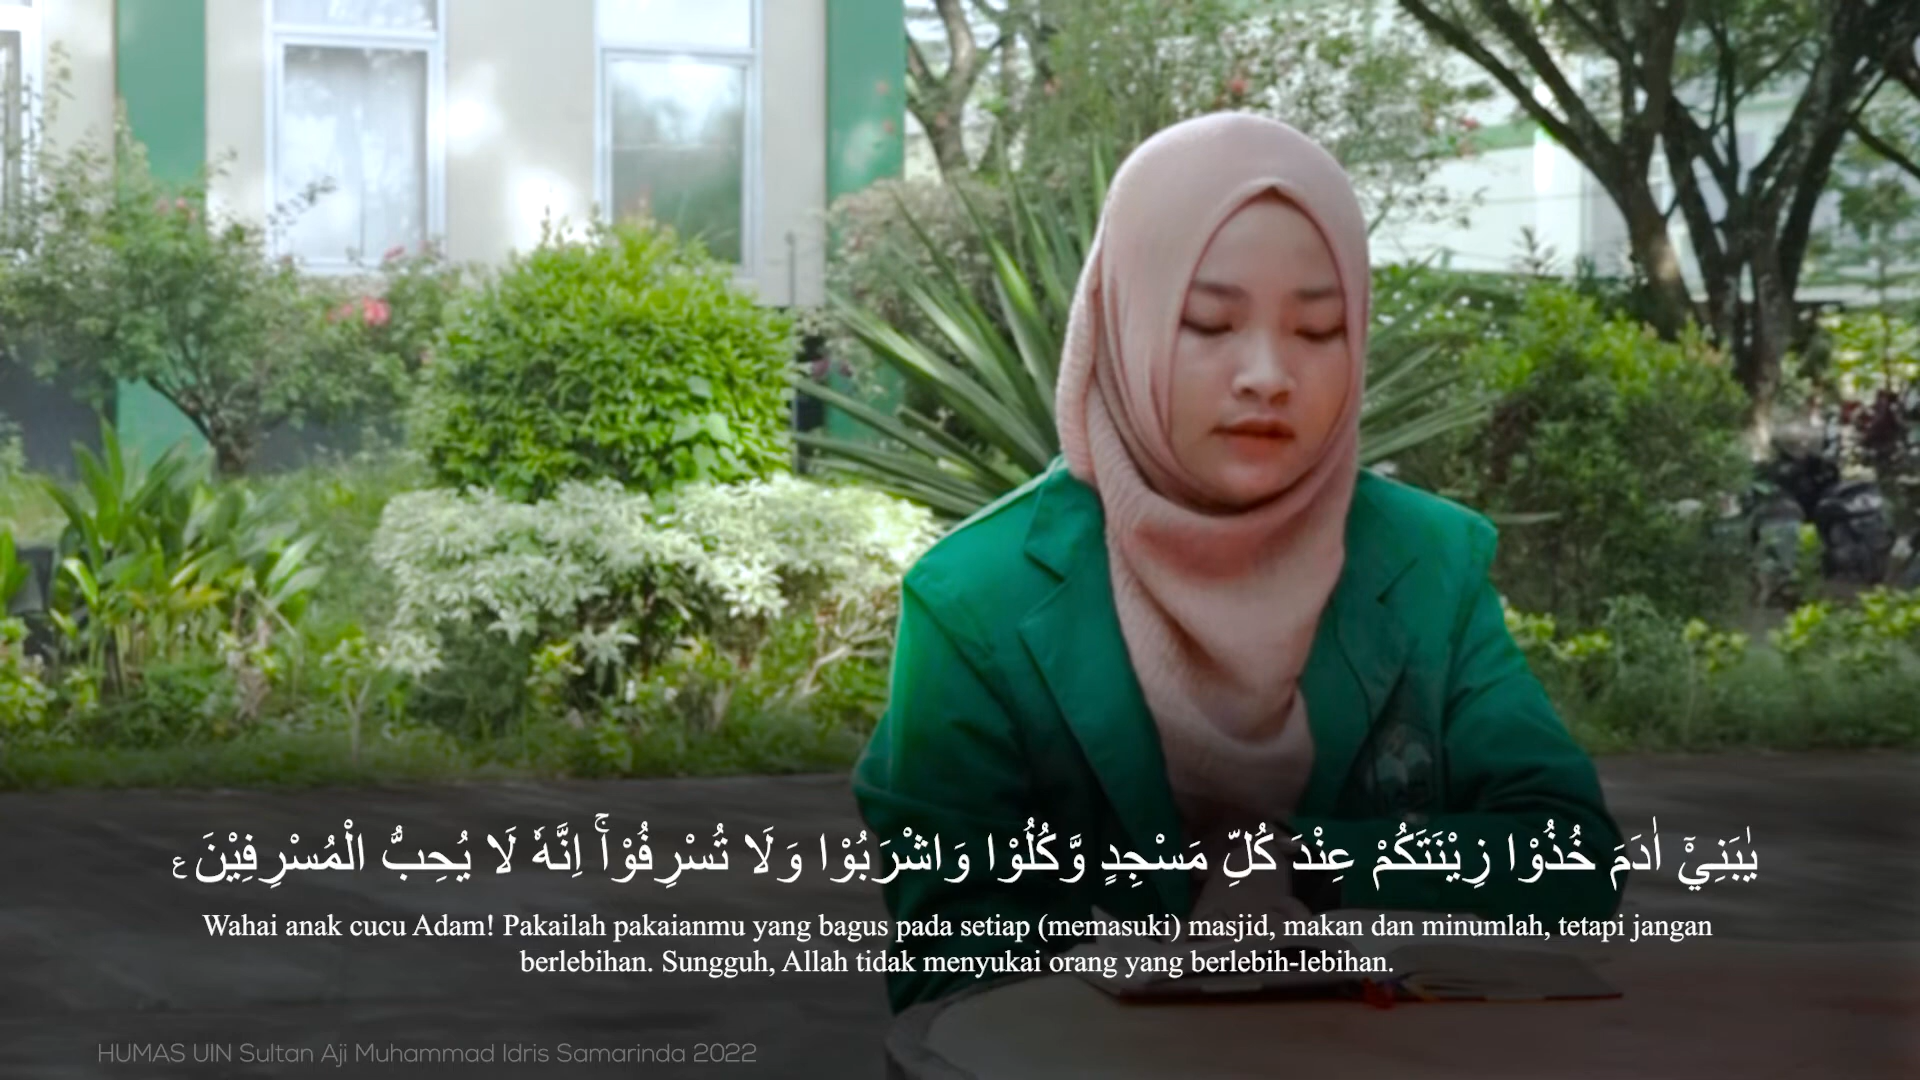 يٰبَنِيْٓ اٰدَمَ خُذُوْا زِيْنَتَكُمْ عِنْدَ كُلِّ مَسْجِدٍ وَّكُلُوْا وَاشْرَبُوْا وَلَا تُسْرِفُوْاۚ اِنَّهٗ لَا يُحِبُّ الْمُسْرِفِيْنَ ࣖ
Wahai anak cucu Adam! Pakailah pakaianmu yang bagus pada setiap (memasuki) masjid, makan dan minumlah, tetapi jangan
berlebihan. Sungguh, Allah tidak menyukai orang yang berlebih-lebihan.
HUMAS UIN Sultan Aji Muhammad Idris Samarinda 2022